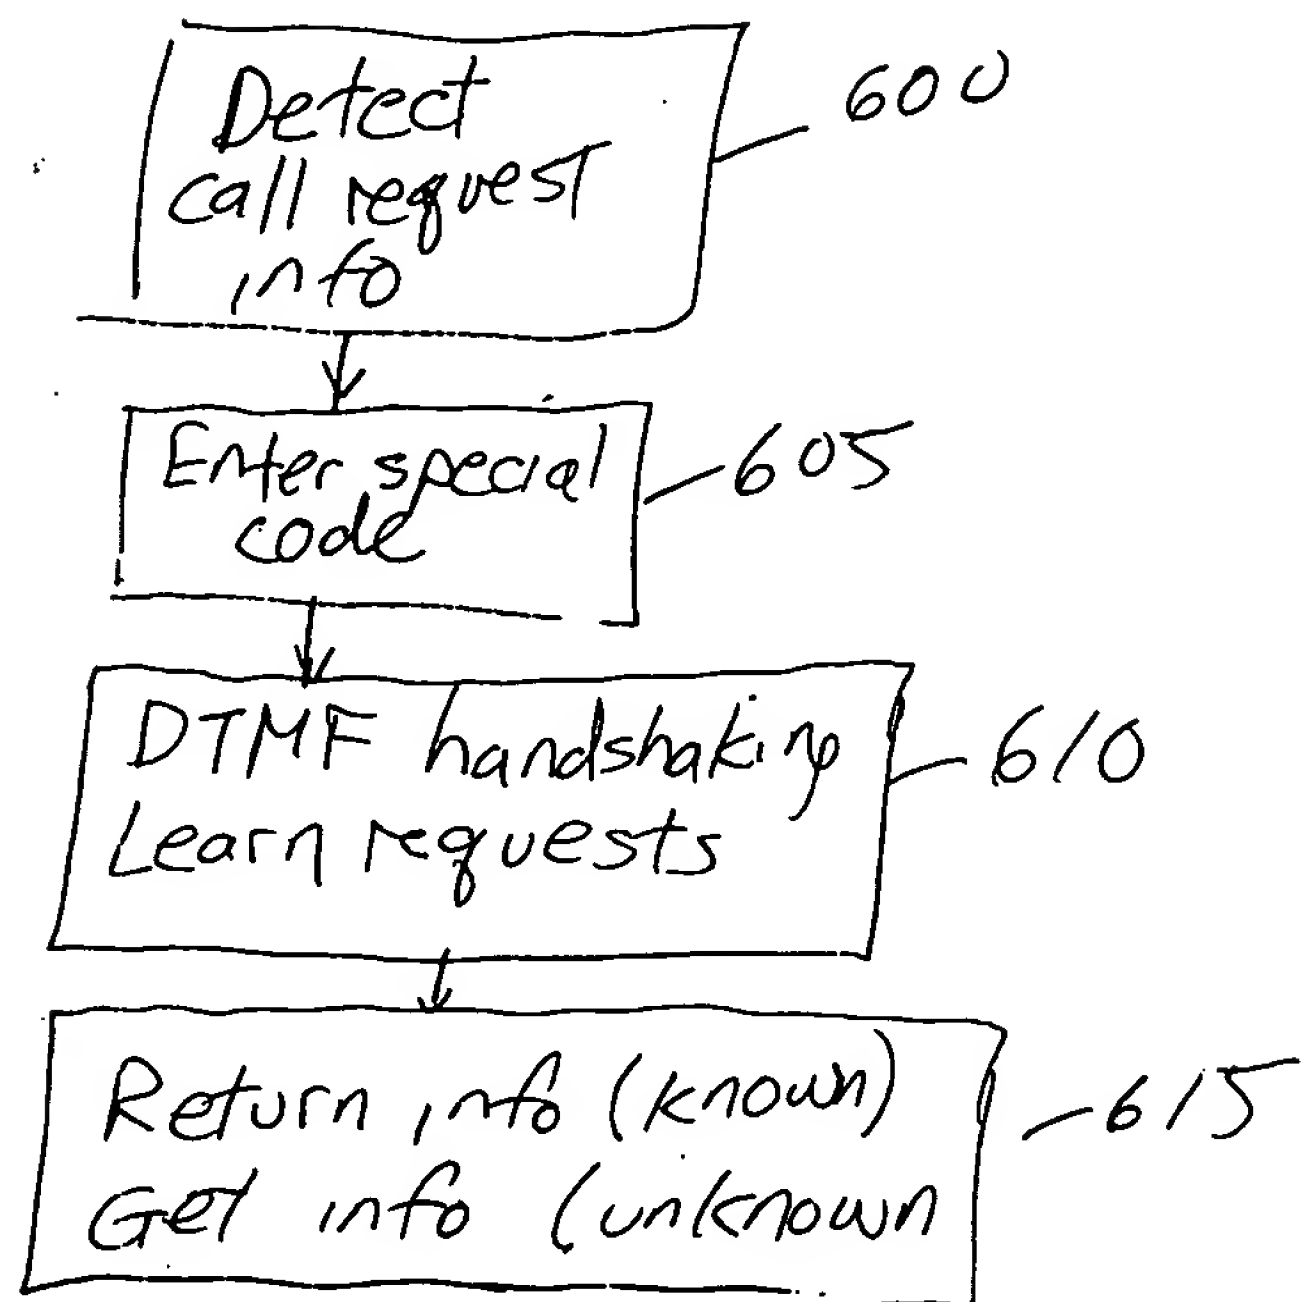 Detect
call request
info
600
Enter special
code
605
DTMF handshaking
Learn requests
610
Return info (known)
Get info (unknown
615